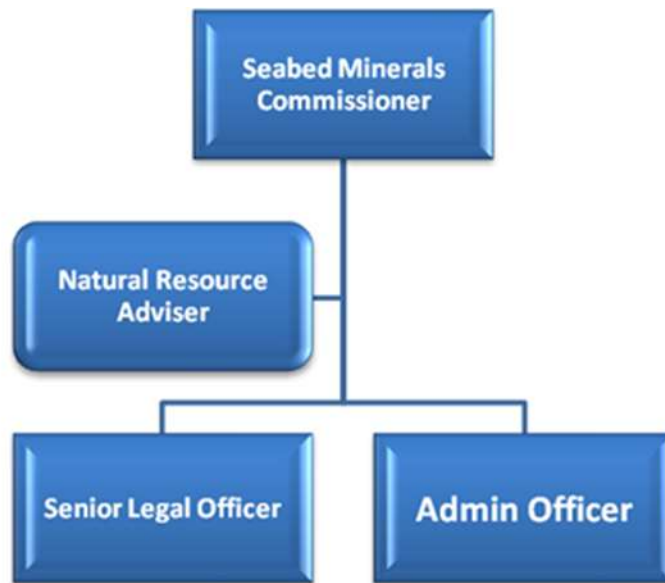 Seabed Minerals
Commissioner
Natural Resource
Adviser
Senior Legal Officer
Admin Officer